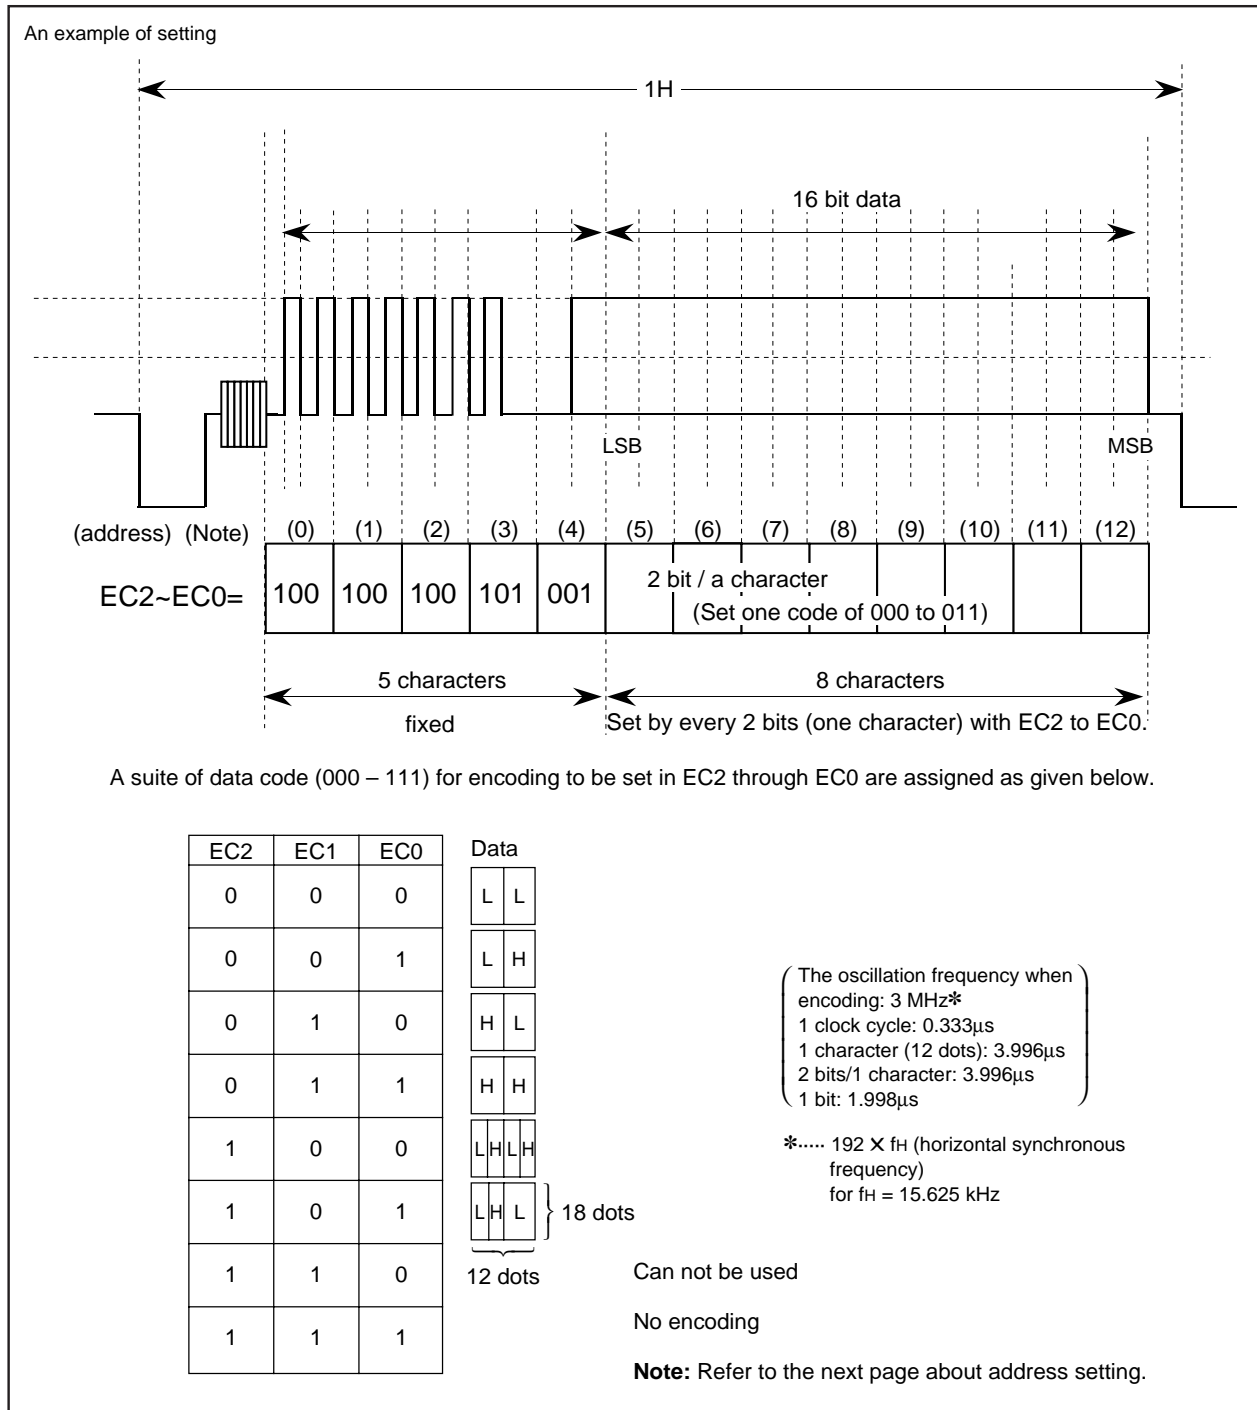 An example of setting
1H
16 bit data
LSB
MSB
(address) (Note) (0) (1) (2) (3) (4) (5) (6) (7) (8) (9) (10) (11) (12)
EC2~EC0= 100 100 100 101 001 2 bit / a character
(Set one code of 000 to 011)
5 characters
8 characters
fixed
Set by every 2 bits (one character) with EC2 to EC0.
A suite of data code (000 – 111) for encoding to be set in EC2 through EC0 are assigned as given below.
EC2 EC1 EC0 Data
0 0 0 L L
0 0 1 L H
0 1 0 H L
0 1 1 H H
1 0 0 L H L H
1 0 1 L H L 18 dots
12 dots
1 1 0 Can not be used
1 1 1 No encoding
The oscillation frequency when
encoding: 3 MHz✻
1 clock cycle: 0.333μs
1 character (12 dots): 3.996μs
2 bits/1 character: 3.996μs
1 bit: 1.998μs
✻····· 192 ✕ fH (horizontal synchronous
frequency)
for fH = 15.625 kHz
Note: Refer to the next page about address setting.